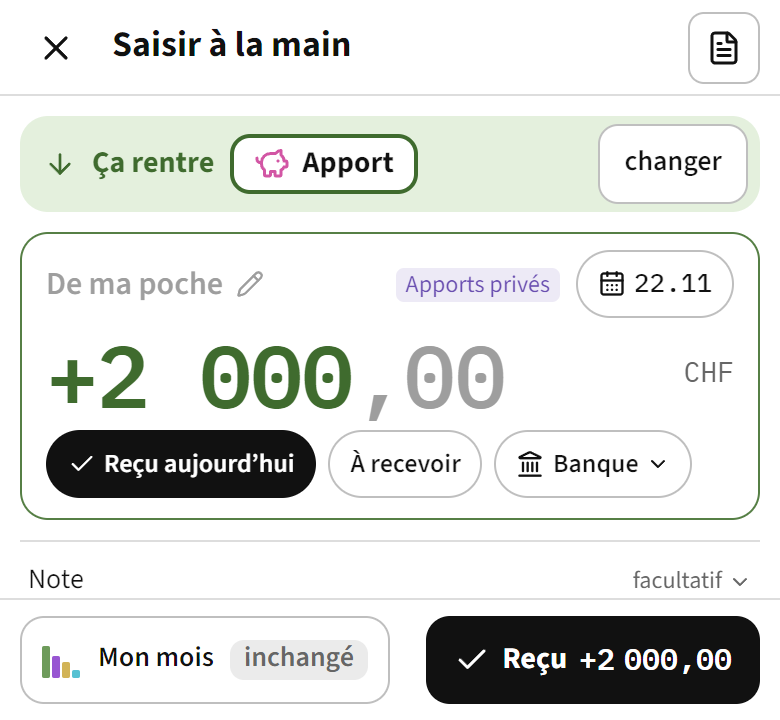 Saisir à la main
Ça rentre Apport changer
De ma poche Apports privés 22.11
+2 000,00 CHF
Reçu aujourd’hui À recevoir Banque
Note facultatif
Mon mois inchangé Reçu +2 000,00